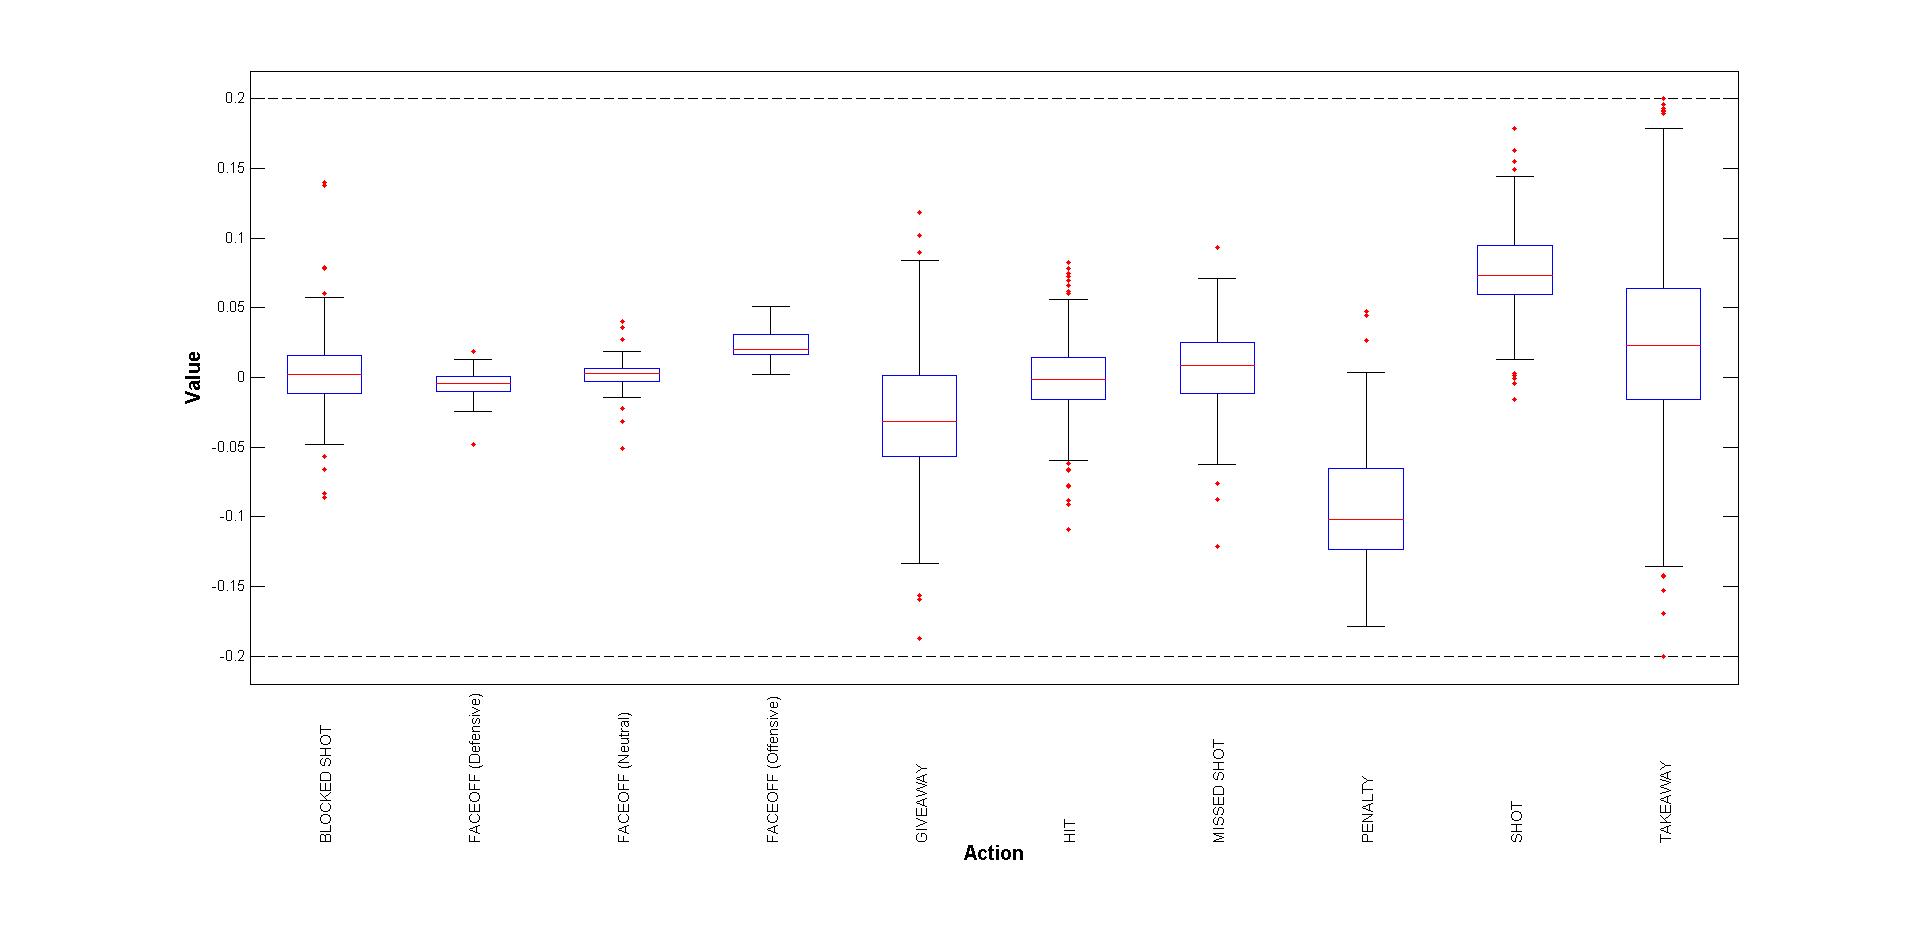 0.2
0.15
0.1
0.05
0
-0.05
-0.1
-0.15
-0.2
Value
BLOCKED SHOT
FACEOFF (Defensive)
FACEOFF (Neutral)
FACEOFF (Offensive)
GIVEAWAY
HIT
MISSED SHOT
PENALTY
SHOT
TAKEAWAY
Action